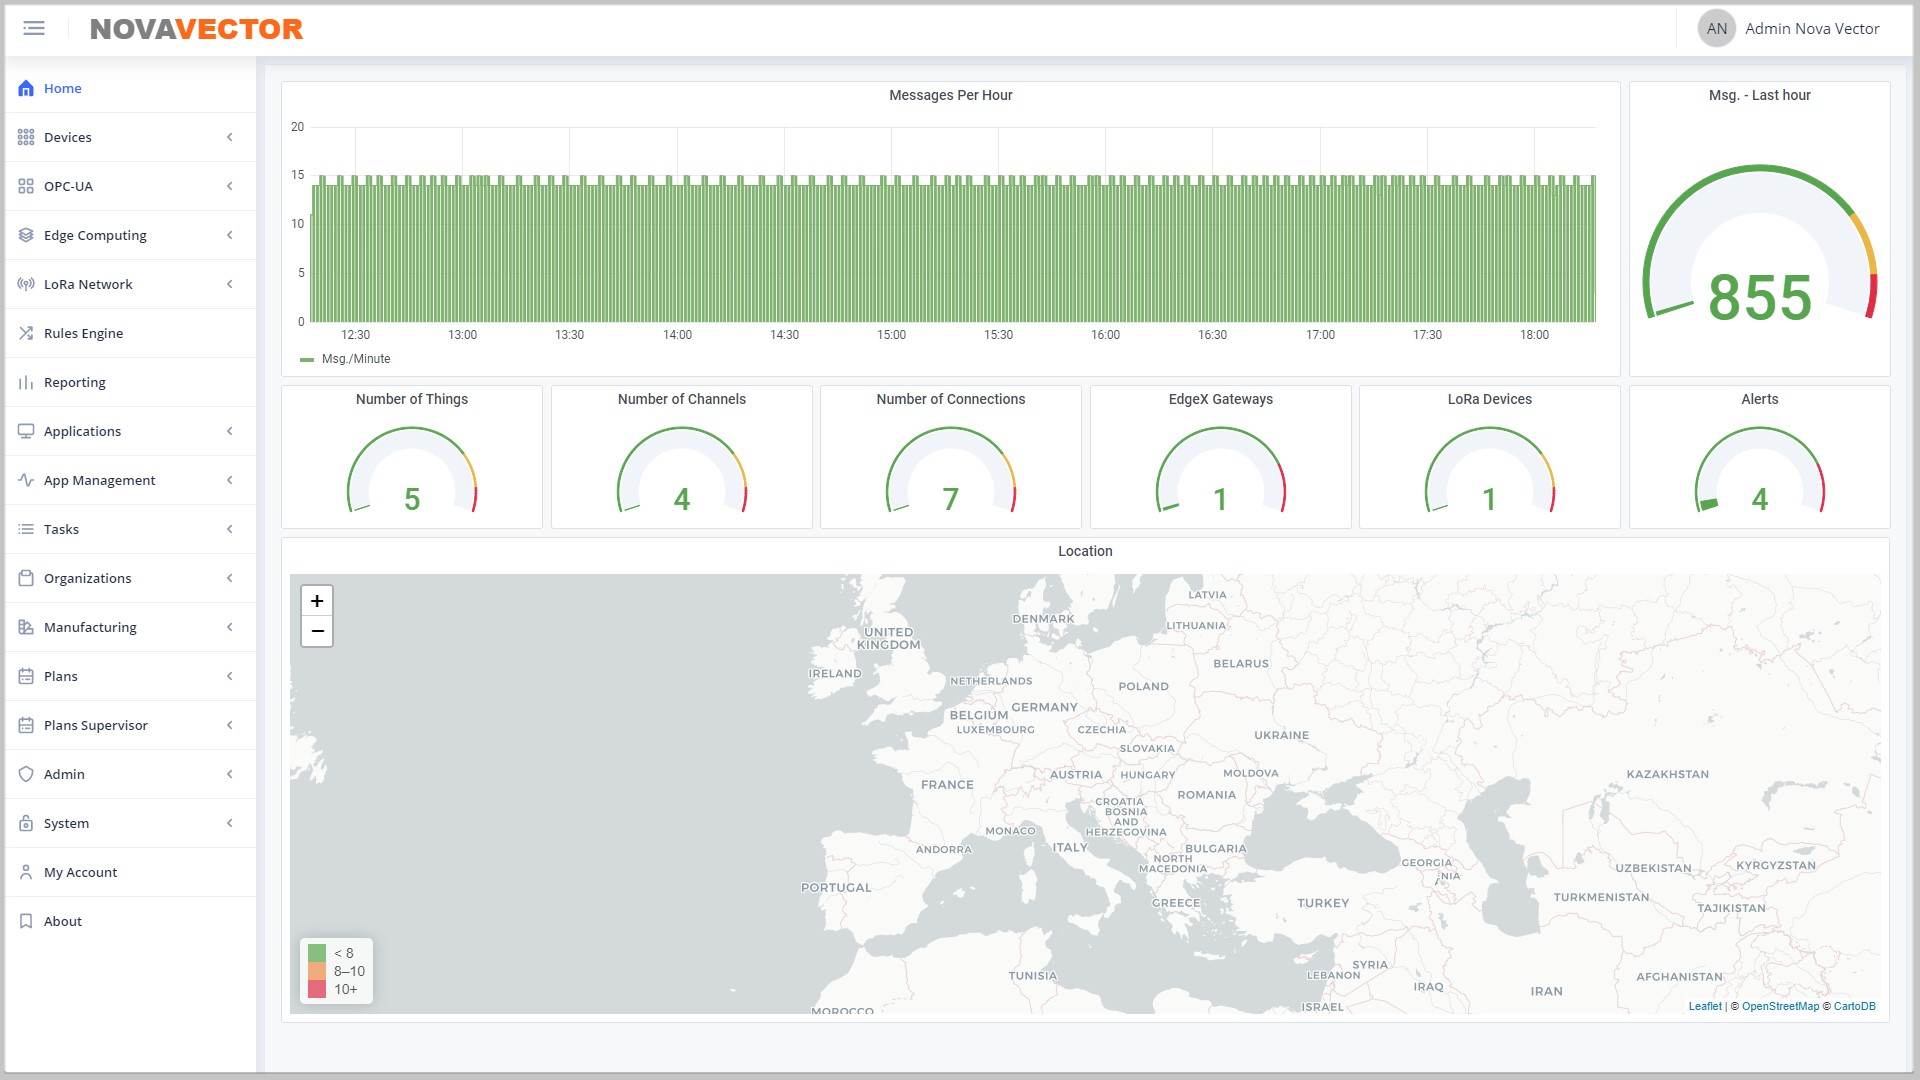 NOVAVECTOR
AN Admin Nova Vector
Home
Devices
OPC-UA
Edge Computing
LoRa Network
Rules Engine
Reporting
Applications
App Management
Tasks
Organizations
Manufacturing
Plans
Plans Supervisor
Admin
System
My Account
About
Messages Per Hour
20
15
10
5
0
12:30 13:00 13:30 14:00 14:30 15:00 15:30 16:00 16:30 17:00 17:30 18:00
Msg./Minute
Msg. - Last hour
855
Number of Things
5
Number of Channels
4
Number of Connections
7
EdgeX Gateways
1
LoRa Devices
1
Alerts
4
Location
+
−
LATVIA
DENMARK
LITHUANIA
UNITED
KINGDOM
BELARUS
IRELAND
NETHERLANDS
POLAND
GERMANY
BELGIUM
LUXEMBOURG
CZECHIA
UKRAINE
SLOVAKIA
AUSTRIA
HUNGARY
MOLDOVA
KAZAKHSTAN
FRANCE
ROMANIA
CROATIA
BOSNIA
AND
HERZEGOVINA
MONACO
ITALY
ANDORRA
BULGARIA
NORTH
MACEDONIA
GEORGIA
NIA
UZBEKISTAN
KYRGYZSTAN
PORTUGAL
GREECE
TURKEY
TURKMENISTAN
TAJIKISTAN
SYRIA
TUNISIA
LEBANON
AFGHANISTAN
IRAQ
IRAN
ISRAEL
MOROCCO
< 8
8–10
10+
Leaflet | © OpenStreetMap © CartoDB